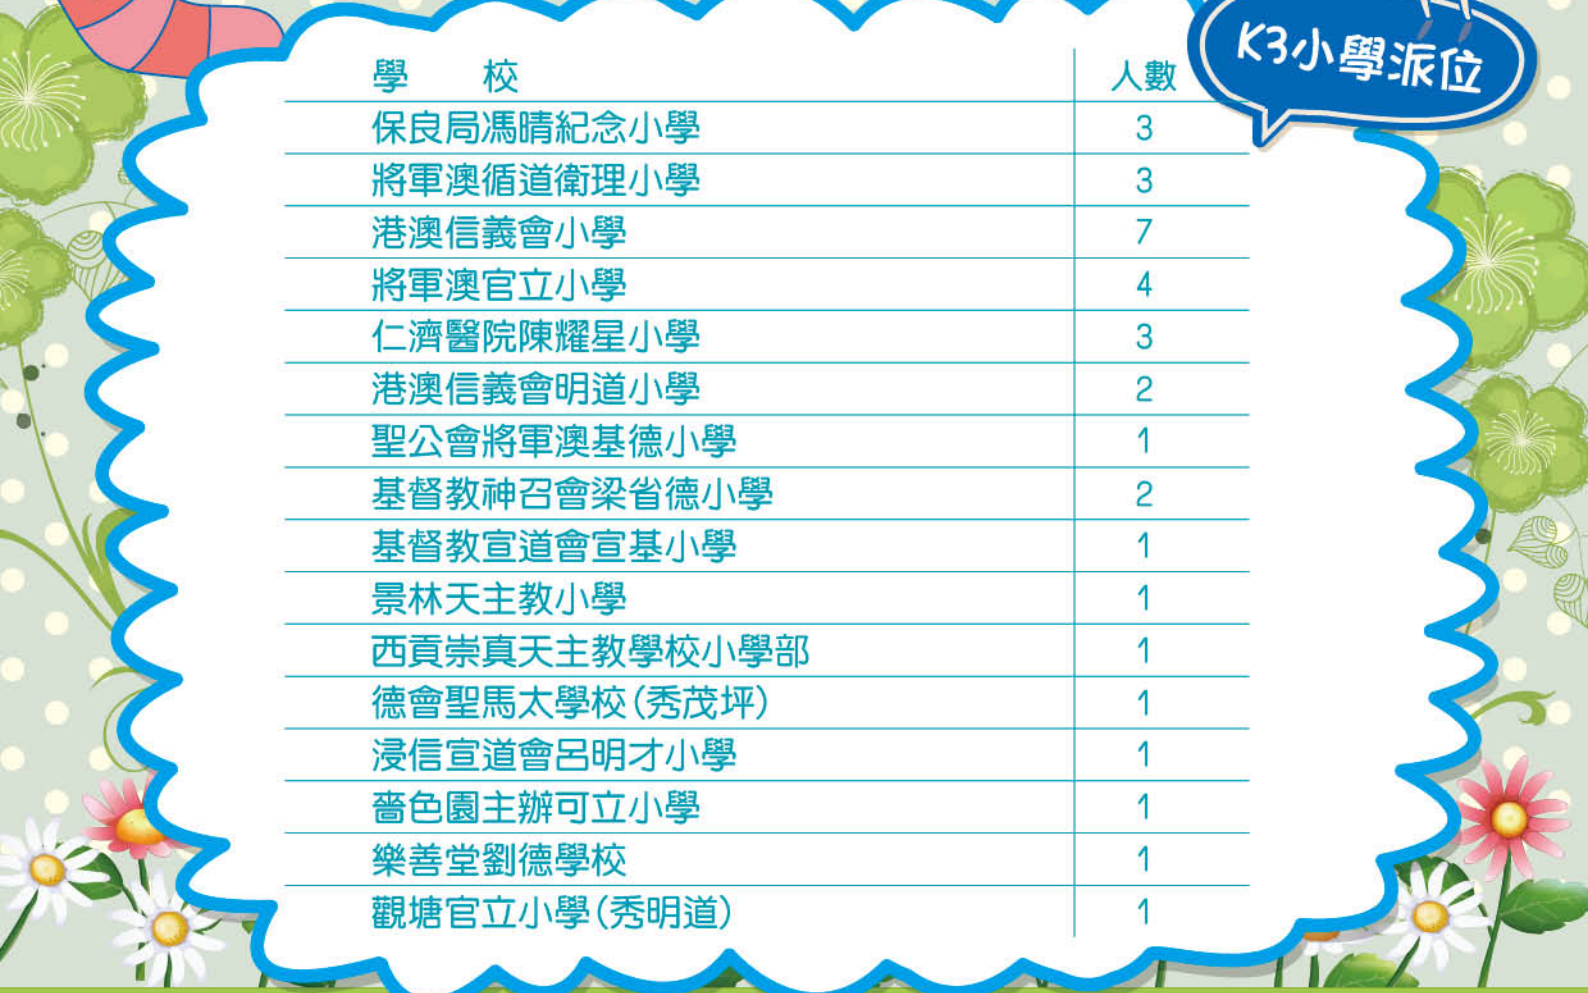 K3小學派位
學 校 人數
保良局馮晴紀念小學 3
將軍澳循道衛理小學 3
港澳信義會小學 7
將軍澳官立小學 4
仁濟醫院陳耀星小學 3
港澳信義會明道小學 2
聖公會將軍澳基德小學 1
基督教神召會梁省德小學 2
基督教宣道會宣基小學 1
景林天主教小學 1
西貢崇真天主教學校小學部 1
德會聖馬太學校(秀茂坪) 1
浸信宣道會呂明才小學 1
嗇色園主辦可立小學 1
樂善堂劉德學校 1
觀塘官立小學(秀明道) 1